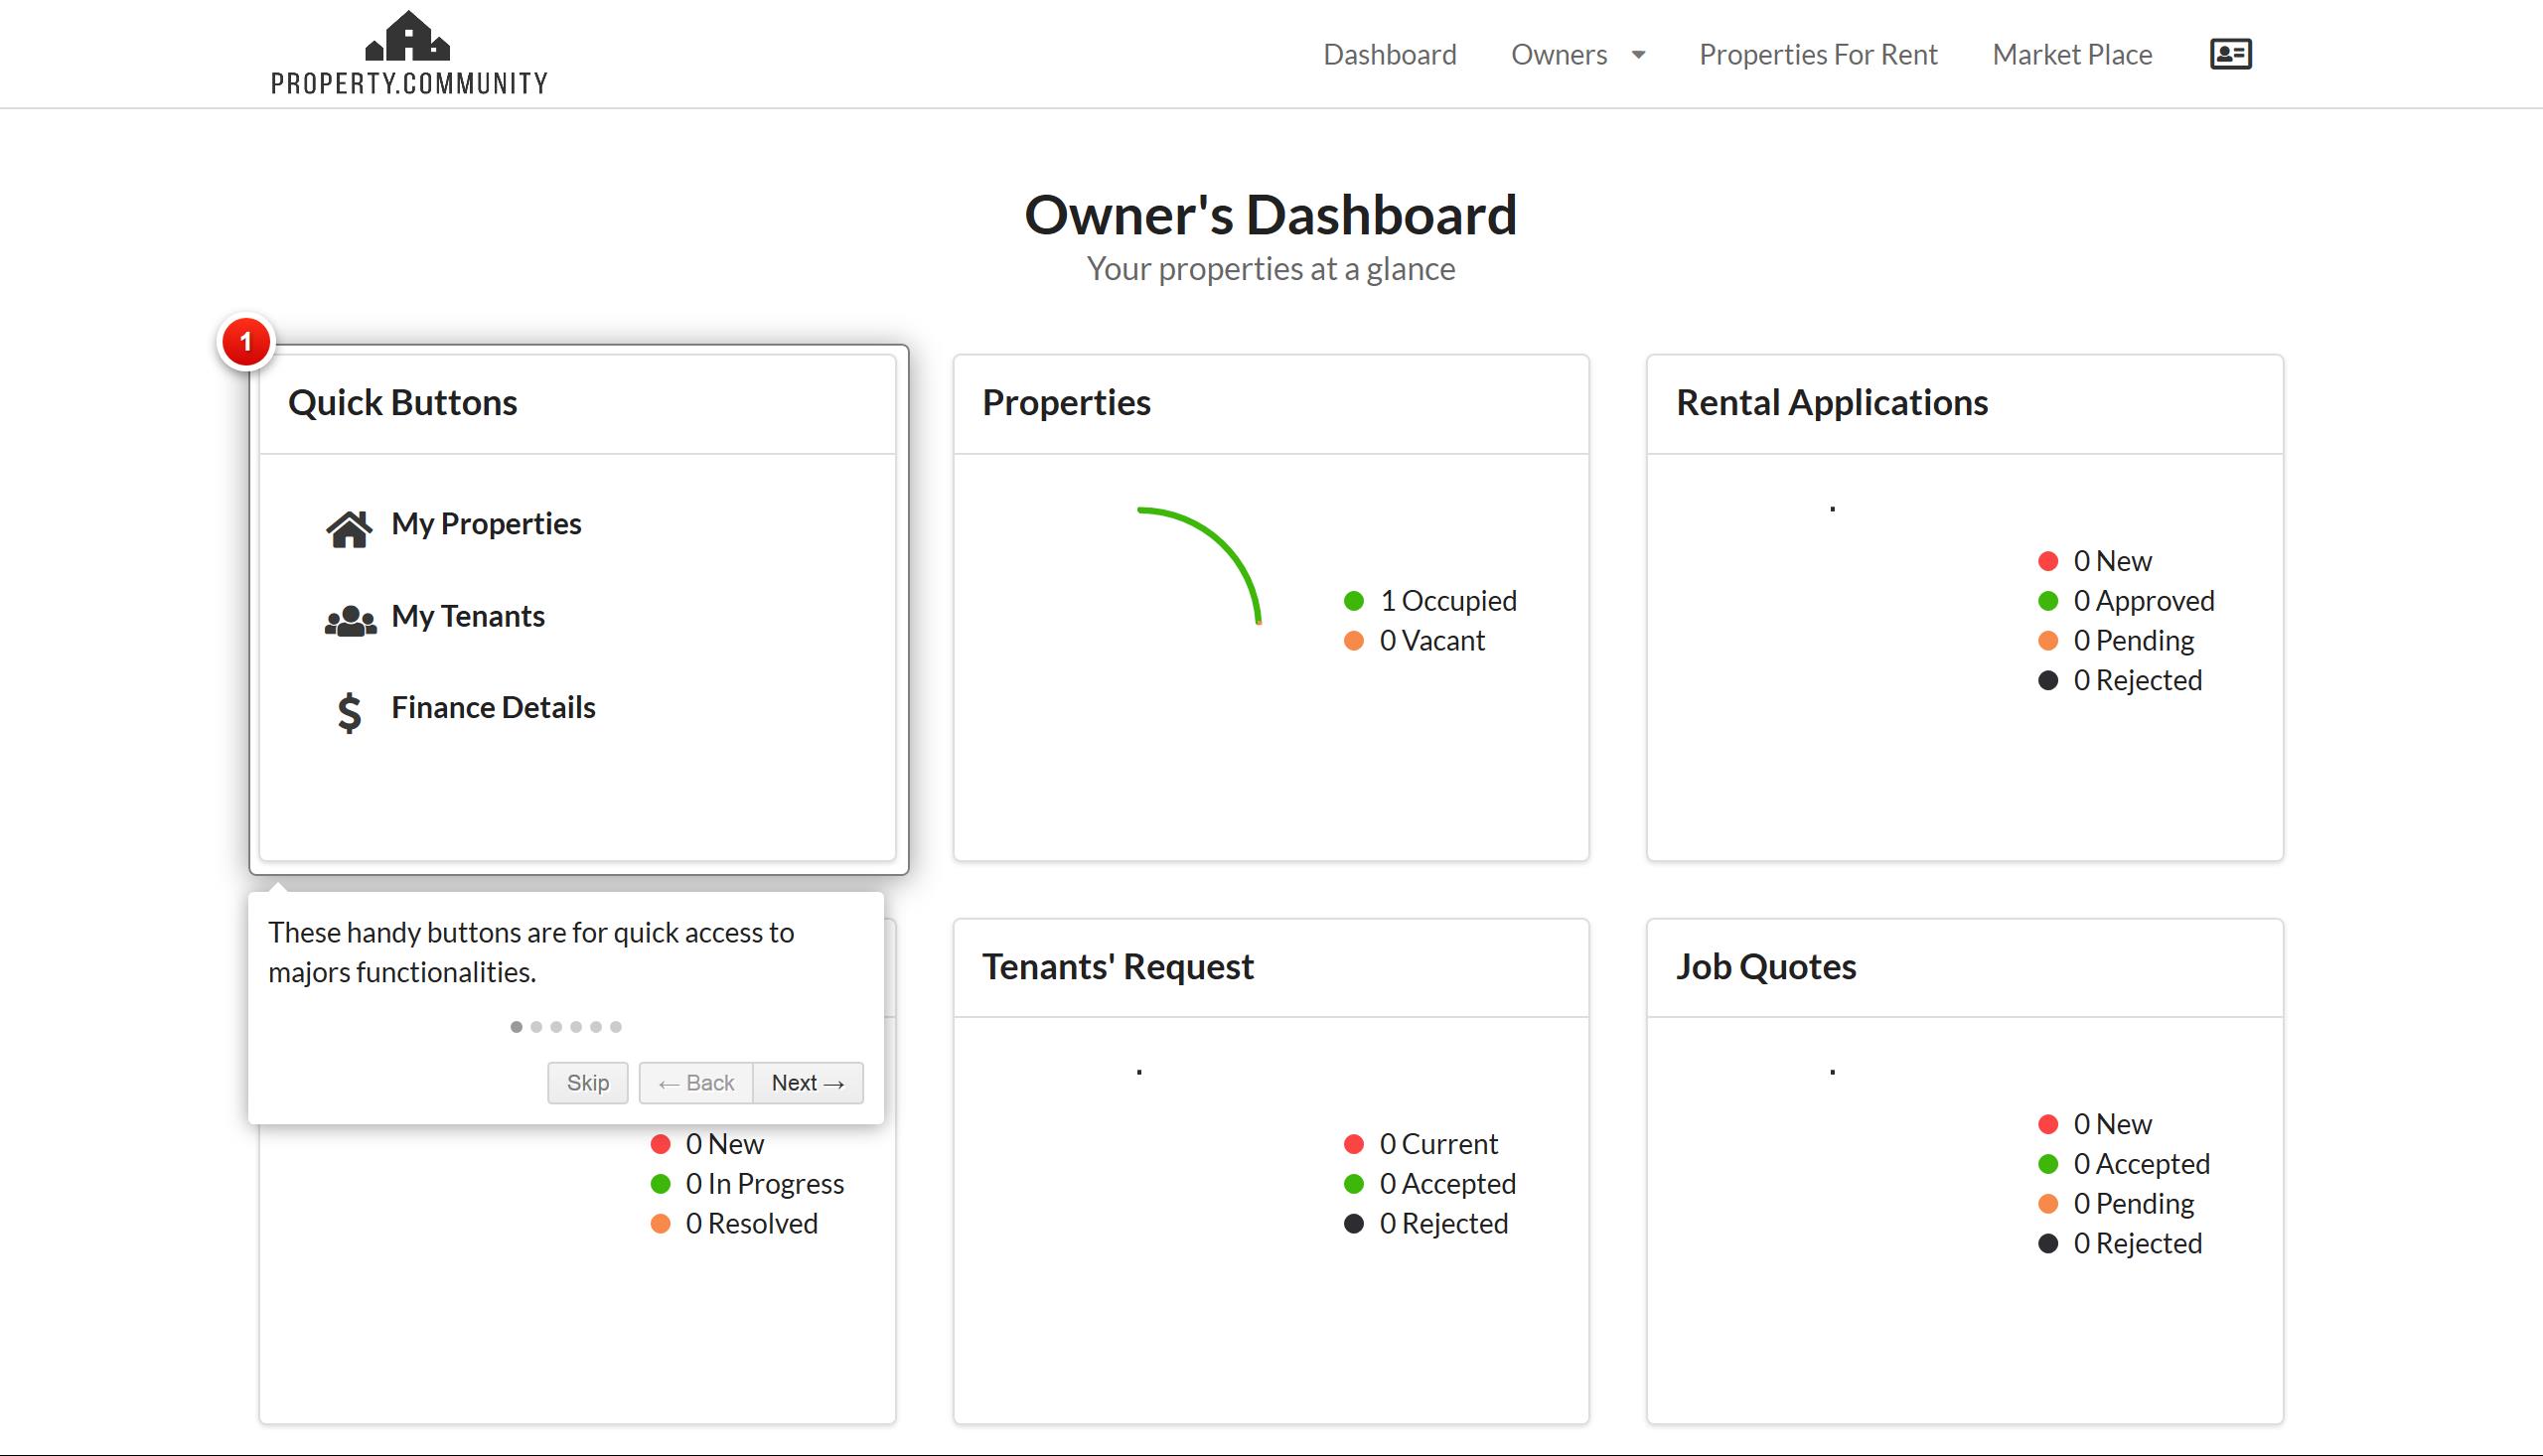 PROPERTY.COMMUNITY
Dashboard
Owners
Properties For Rent
Market Place
Owner's Dashboard
Your properties at a glance
1
Quick Buttons
My Properties
My Tenants
$ Finance Details
Properties
1 Occupied
0 Vacant
Rental Applications
0 New
0 Approved
0 Pending
0 Rejected
These handy buttons are for quick access to
majors functionalities.
Skip
← Back
Next →
0 New
0 In Progress
0 Resolved
Tenants' Request
0 Current
0 Accepted
0 Rejected
Job Quotes
0 New
0 Accepted
0 Pending
0 Rejected